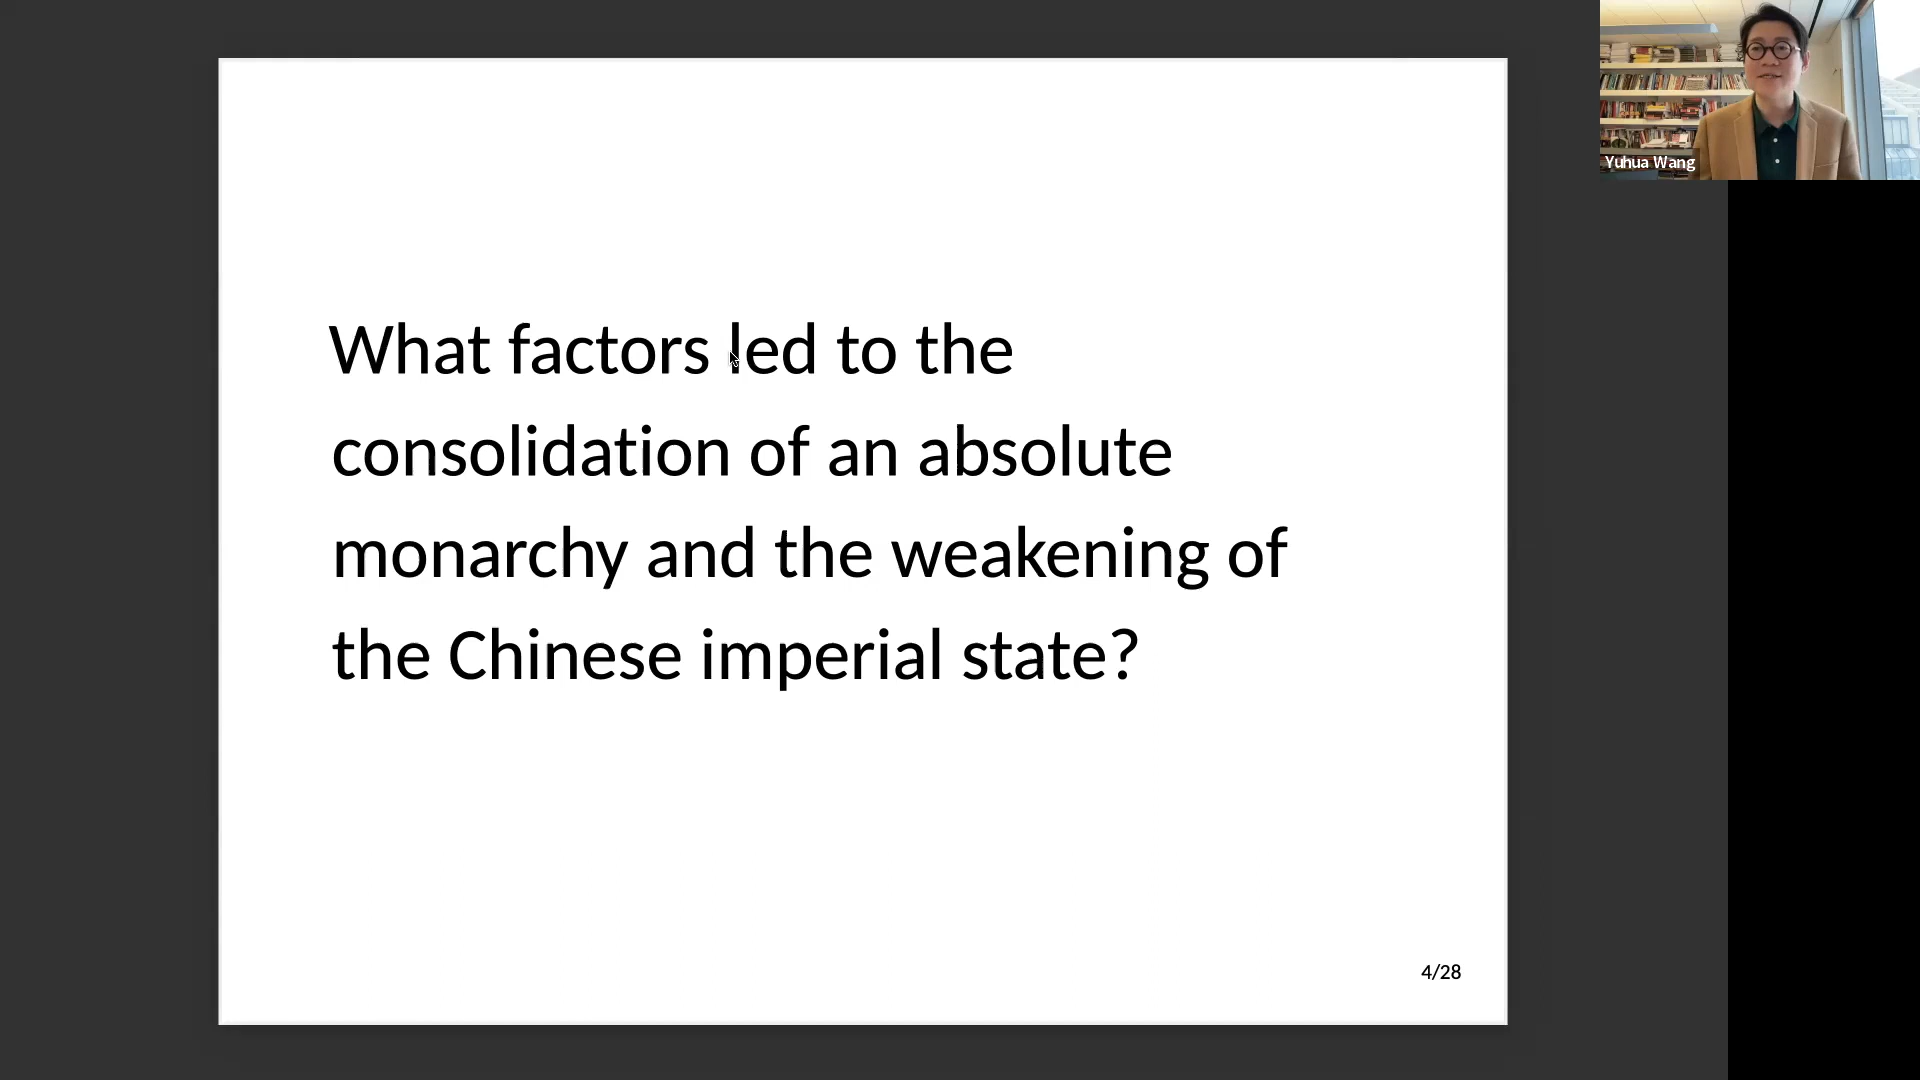 What factors led to the
consolidation of an absolute
monarchy and the weakening of
the Chinese imperial state?
4/28
Yuhua Wang